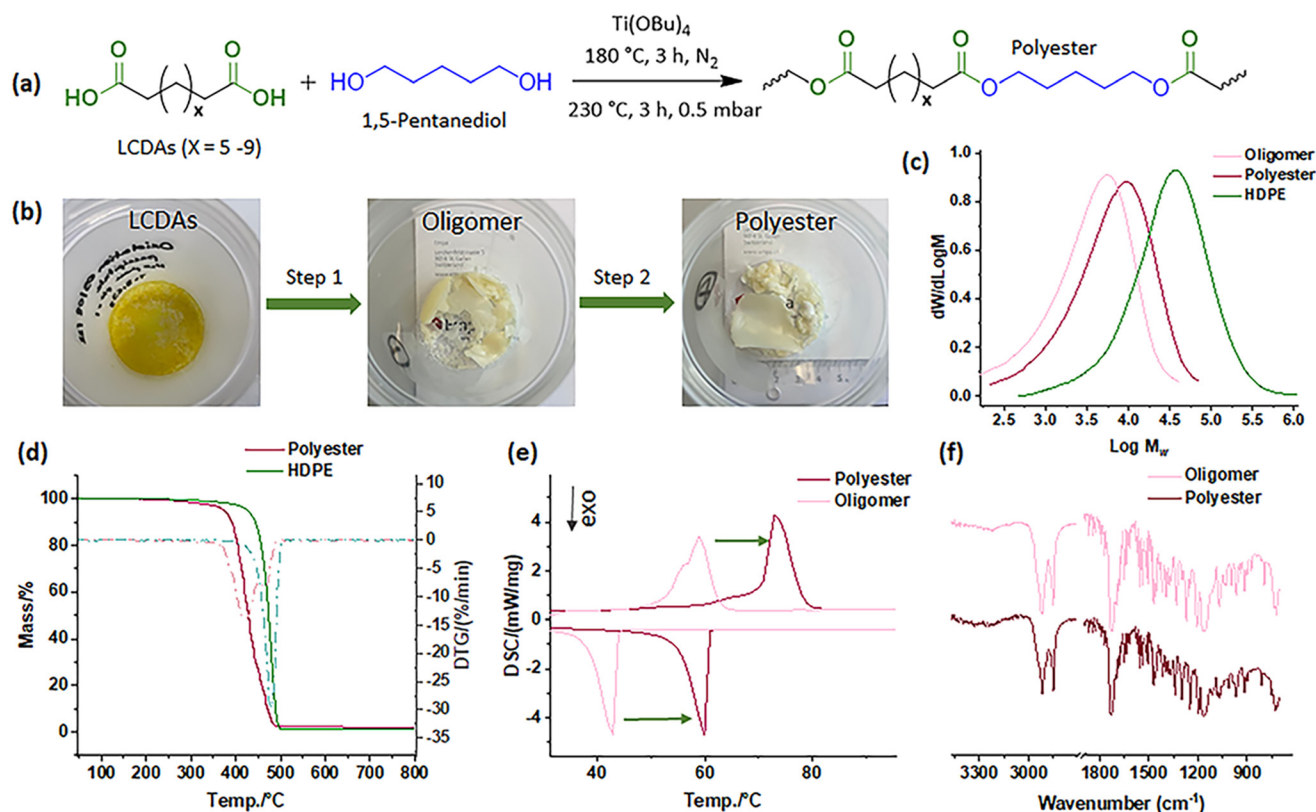 (a)
O
HO
x
O
OH
LCDAs (X = 5 -9)
+
HO
OH
1,5-Pentanediol
Ti(OBu)4
180 °C, 3 h, N2
230 °C, 3 h, 0.5 mbar
Polyester
O
O
x
O
O
O
O
(b)
LCDAs
Step 1
Oligomer
Step 2
Polyester
(c)
Oligomer
Polyester
HDPE
dW/dLogM
1.0
0.8
0.6
0.4
0.2
0.0
2.5 3.0 3.5 4.0 4.5 5.0 5.5 6.0
Log Mw
(d)
Polyester
HDPE
Mass/%
100
80
60
40
20
0
10
5
0
-5
-10
-15
-20
-25
-30
-35
DTG/(%/min)
100 200 300 400 500 600 700 800
Temp./°C
(e)
exo
Polyester
Oligomer
DSC/(mW/mg)
4
2
0
-2
-4
40 60 80
Temp./°C
(f)
Oligomer
Polyester
3600 3000 1800 1500 1200 900
Wavenumber (cm-1)